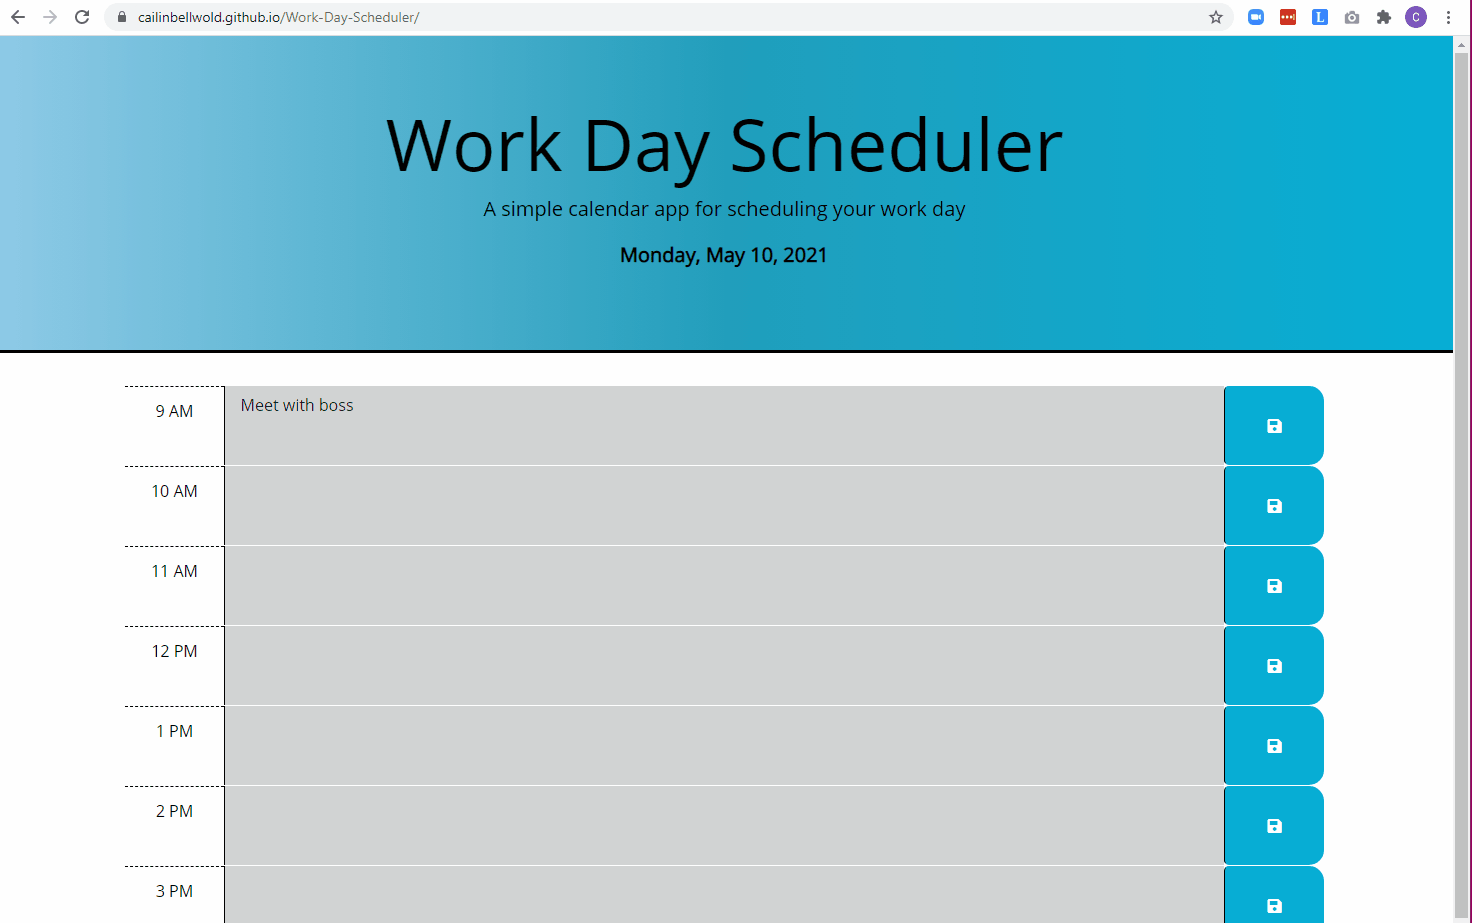 cailinbellwold.github.io/Work-Day-Scheduler/
L
C
Work Day Scheduler
A simple calendar app for scheduling your work day
Monday, May 10, 2021
9 AM
Meet with boss
10 AM
11 AM
12 PM
1 PM
2 PM
3 PM